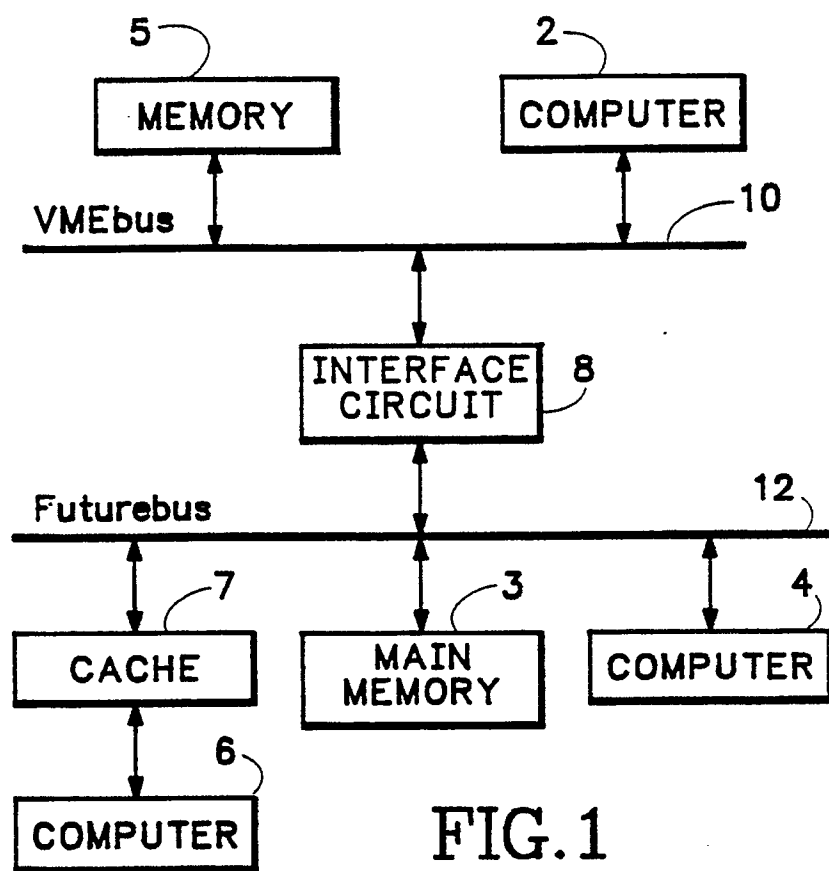 5
2
MEMORY
COMPUTER
VMEbus
10
INTERFACE
CIRCUIT
8
Futurebus
12
7
3
4
CACHE
MAIN
MEMORY
COMPUTER
6
COMPUTER
FIG. 1